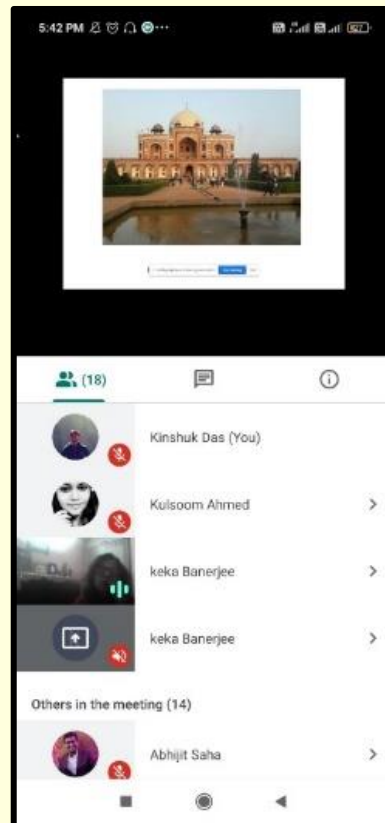 5:42 PM
(18)
Kinshuk Das (You)
Kulsoom Ahmed
keka Banerjee
keka Banerjee
Others in the meeting (14)
Abhijit Saha